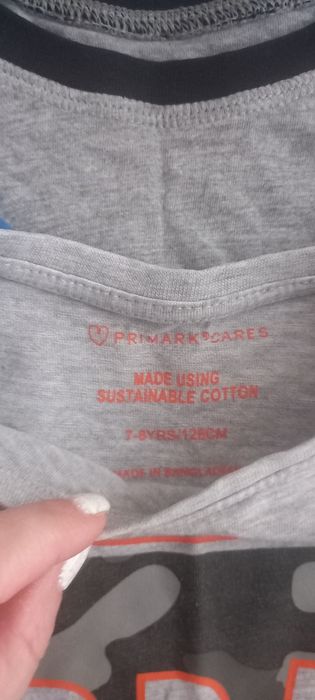 PRIMARK®CARES
MADE USING
SUSTAINABLE COTTON
7-8YRS/128CM
MADE IN BANGLADESH